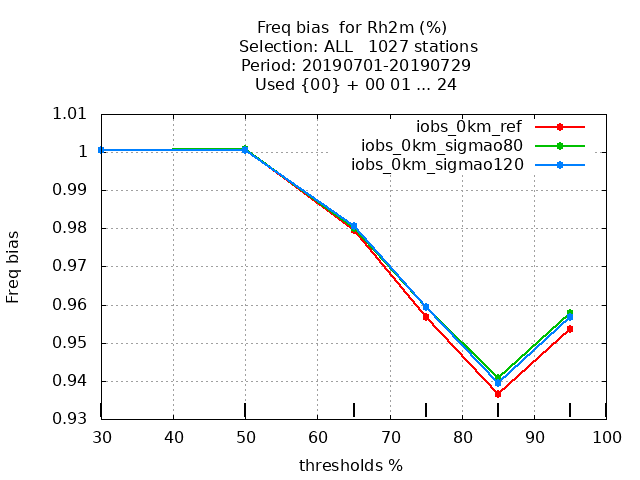 Freq bias  for Rh2m (%)
Selection: ALL   1027 stations
Period: 20190701-20190729
Used {00} + 00 01 ... 24
iobs_0km_ref
iobs_0km_sigmao80
iobs_0km_sigmao120
Freq bias
1.01
1
0.99
0.98
0.97
0.96
0.95
0.94
0.93
30 40 50 60 70 80 90 100
thresholds %